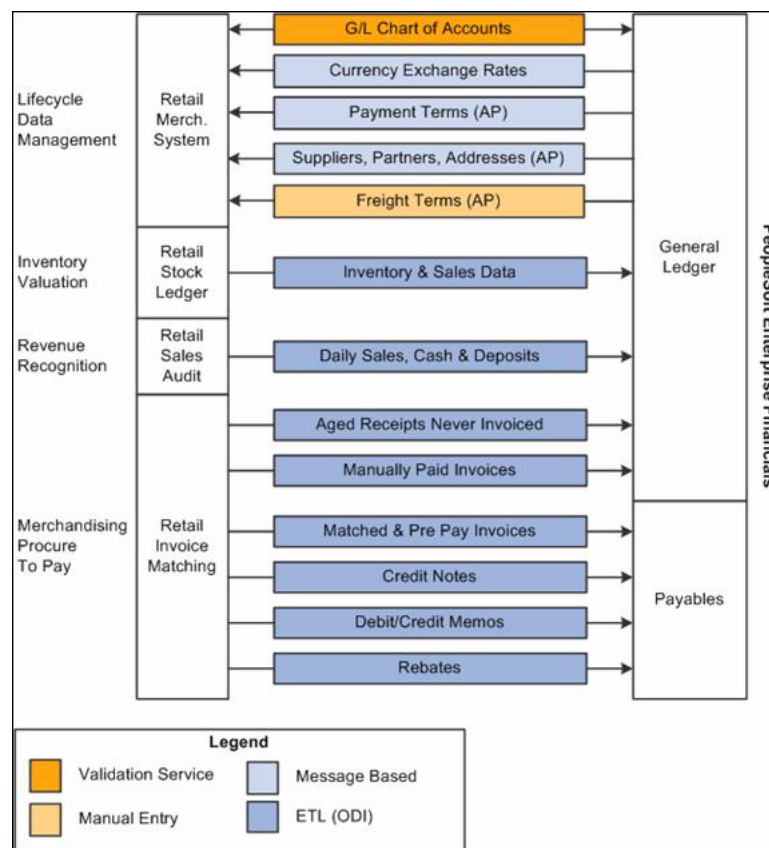 G/L Chart of Accounts
Currency Exchange Rates
Payment Terms (AP)
Suppliers, Partners, Addresses (AP)
Freight Terms (AP)
Lifecycle
Data
Management
Retail
Merch.
System
General
Ledger
PeopleSoft Enterprise Financials
Inventory
Valuation
Retail
Stock
Ledger
Inventory & Sales Data
Revenue
Recognition
Retail
Sales
Audit
Daily Sales, Cash & Deposits
Aged Receipts Never Invoiced
Manually Paid Invoices
Merchandising
Procure
To Pay
Retail
Invoice
Matching
Matched & Pre Pay Invoices
Credit Notes
Debit/Credit Memos
Rebates
Payables
Legend
Validation Service
Message Based
Manual Entry
ETL (ODI)